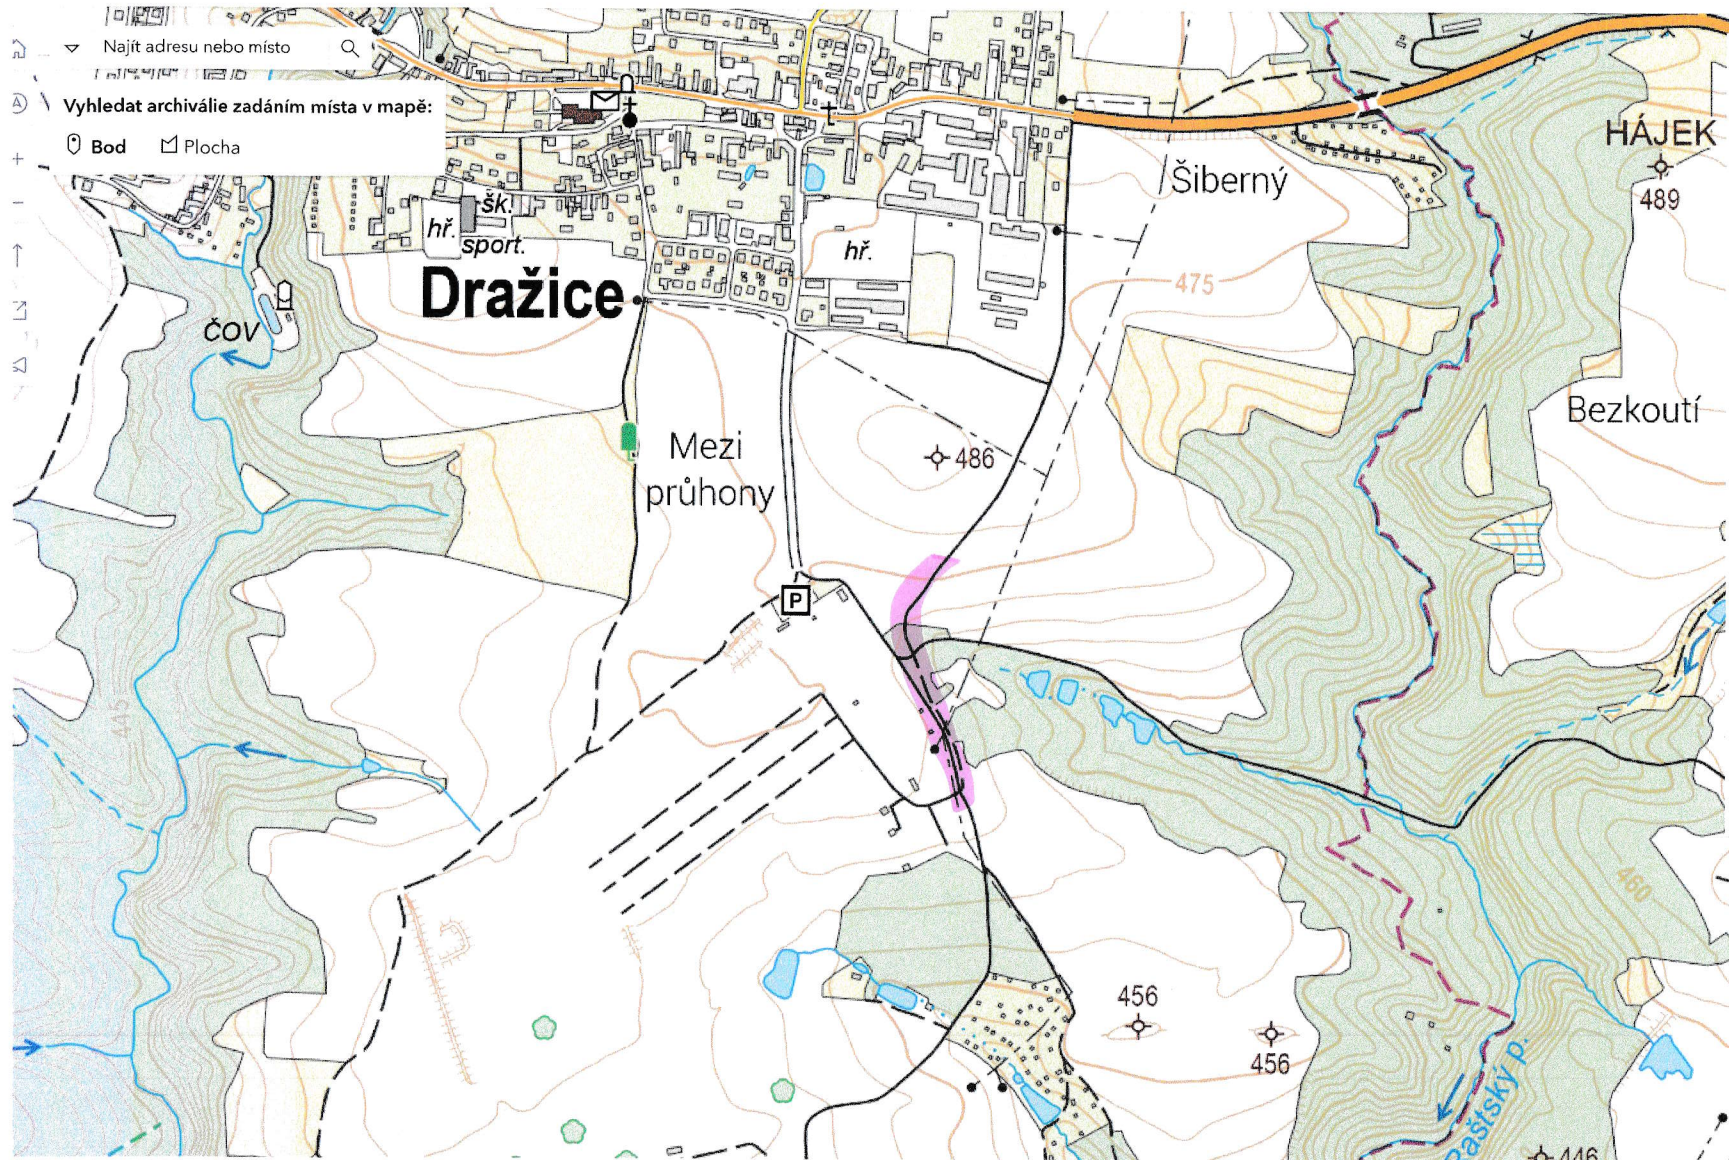 Najít adresu nebo místo
Vyhledat archiválie zadáním místa v mapě:
Bod
Plocha
HÁJEK
489
Šiberný
šk.
hř.
sport.
hř.
Dražice
475
ČOV
Bezkoutí
Mezi
průhony
486
P
445
460
456
456
446